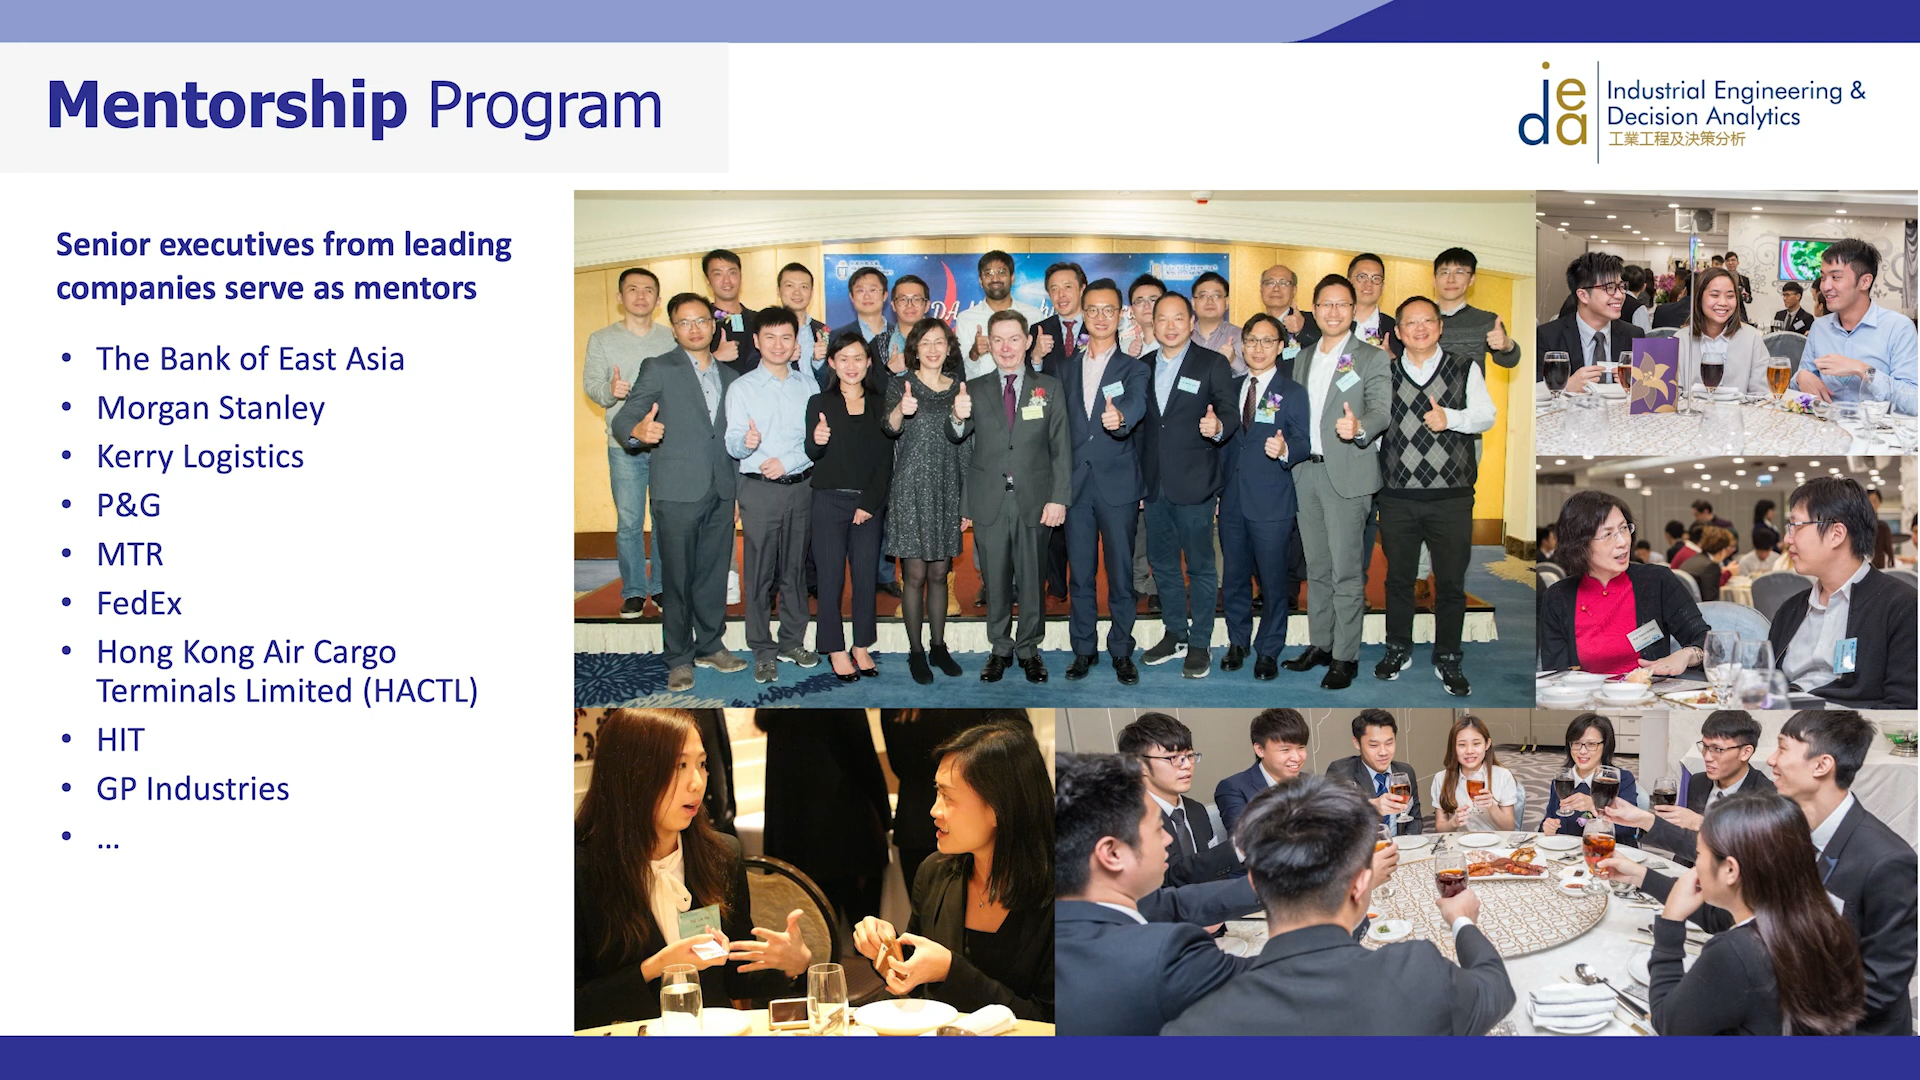 Mentorship Program
ieda
Industrial Engineering &
Decision Analytics
工業工程及決策分析
Senior executives from leading
companies serve as mentors
• The Bank of East Asia
• Morgan Stanley
• Kerry Logistics
• P&G
• MTR
• FedEx
• Hong Kong Air Cargo
Terminals Limited (HACTL)
• HIT
• GP Industries
• ...